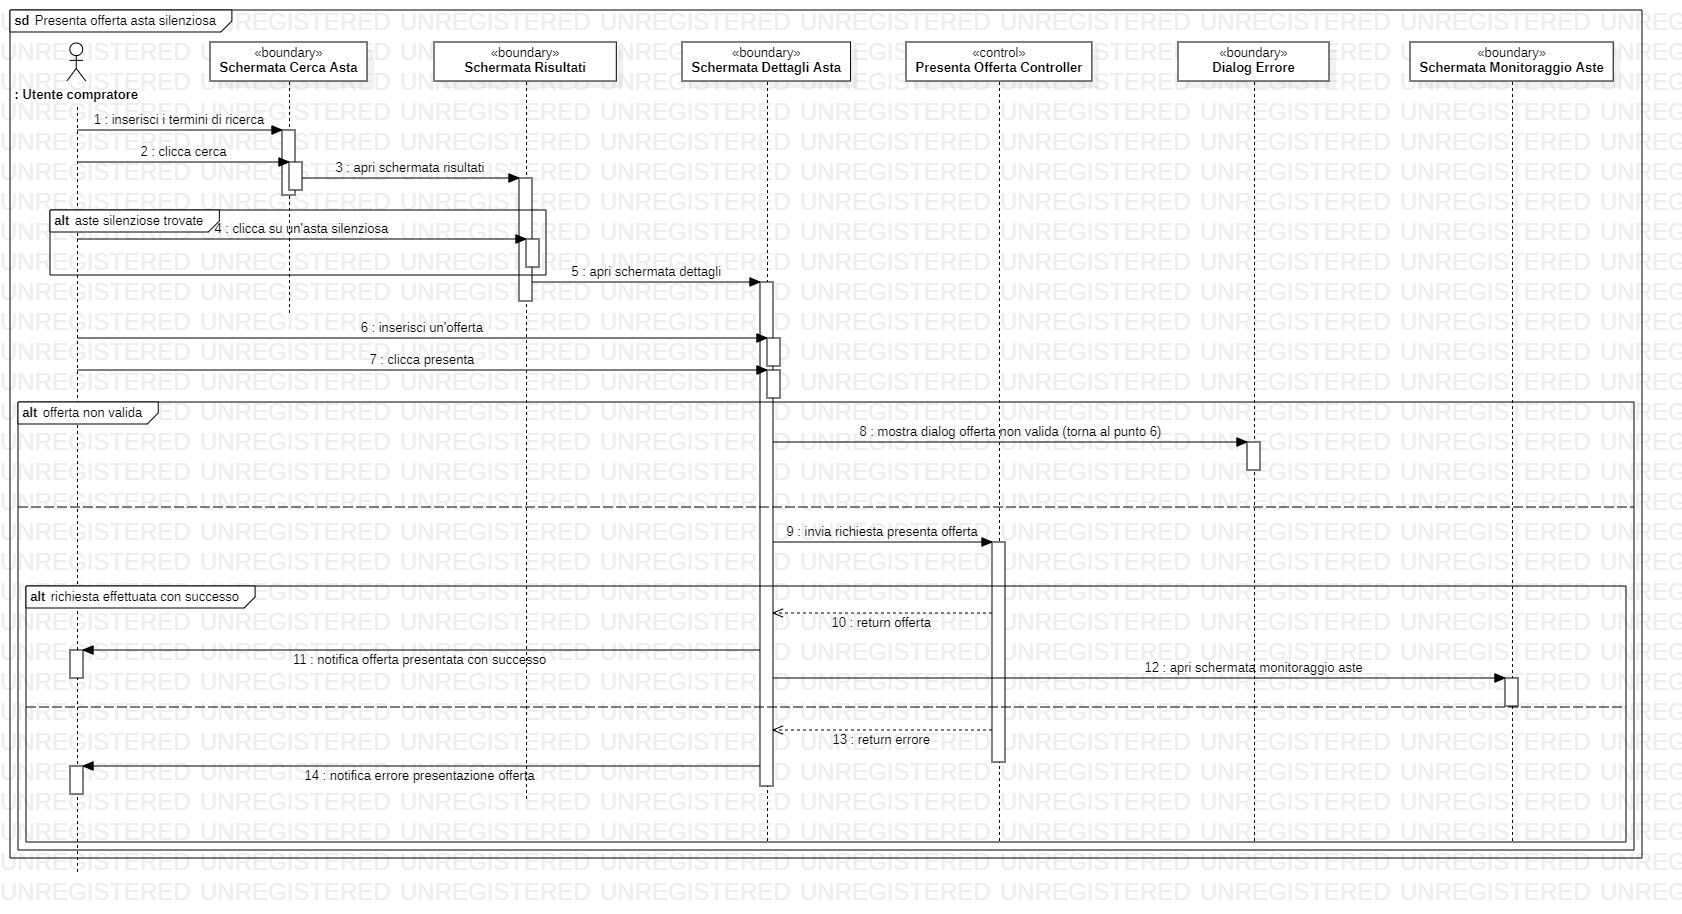 sd Presenta offerta asta silenziosa
: Utente compratore
«boundary»
Schermata Cerca Asta
«boundary»
Schermata Risultati
«boundary»
Schermata Dettagli Asta
«control»
Presenta Offerta Controller
«boundary»
Dialog Errore
«boundary»
Schermata Monitoraggio Aste
1 : inserisci i termini di ricerca
2 : clicca cerca
3 : apri schermata risultati
alt aste silenziose trovate
4 : clicca su un'asta silenziosa
5 : apri schermata dettagli
6 : inserisci un'offerta
7 : clicca presenta
alt offerta non valida
8 : mostra dialog offerta non valida (torna al punto 6)
9 : invia richiesta presenta offerta
alt richiesta effettuata con successo
10 : return offerta
11 : notifica offerta presentata con successo
12 : apri schermata monitoraggio aste
13 : return errore
14 : notifica errore presentazione offerta
UNREGISTERED